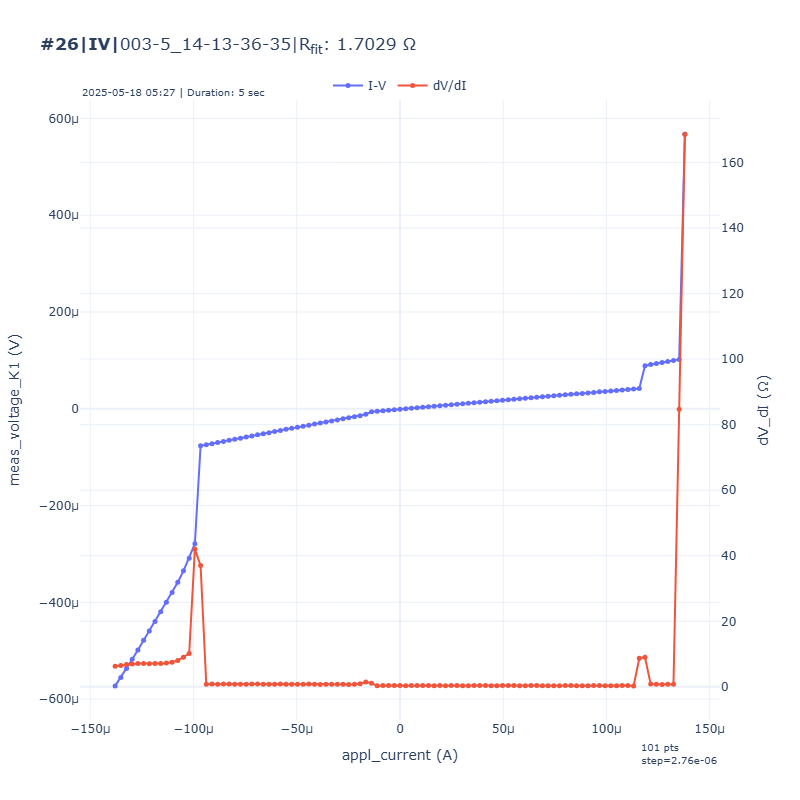 #26|IV|003-5_14-13-36-35|Rfit: 1.7029 Ω
2025-05-18 05:27 | Duration: 5 sec
I-V
dV/dI
600μ
400μ
200μ
0
−200μ
−400μ
−600μ
meas_voltage_K1 (V)
160
140
120
100
80
60
40
20
0
dV_dI (Ω)
−150μ
−100μ
−50μ
0
50μ
100μ
150μ
appl_current (A)
101 pts
step=2.76e-06